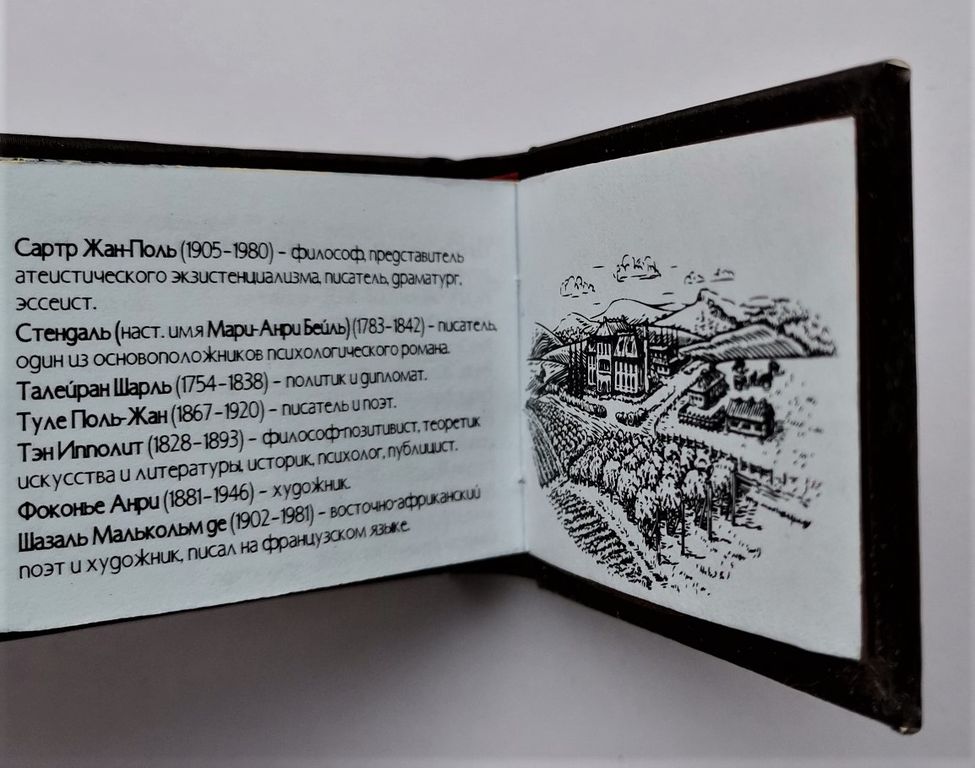 Сартр Жан-Поль (1905-1980) – философ, представитель
атеистического экзистенциализма, писатель, драматург,
эссеист.
Стендаль (наст. имя Мари-Анри Бейль) (1783-1842) – писатель,
один из основоположников психологического романа.
Талейран Шарль (1754-1838) – политик и дипломат.
Туле Поль-Жан (1867-1920) – писатель и поэт.
Тэн Ипполит (1828-1893) – философ-позитивист, теоретик
искусства и литературы, историк, психолог, публицист.
Фоконье Анри (1881-1946) – художник.
Шазаль Малькольм де (1902-1981) – восточно-африканский
поэт и художник, писал на французском языке.